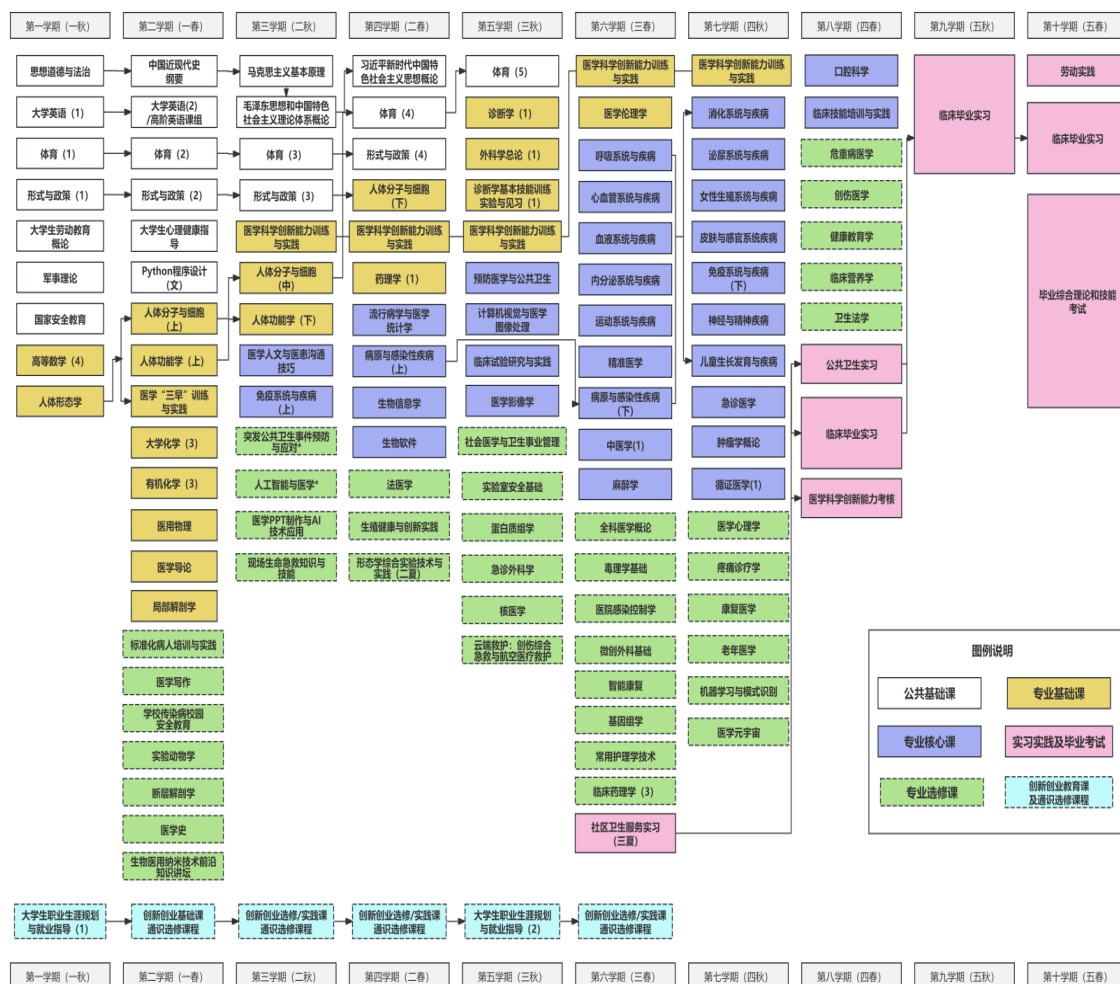 第一学期（一秋）
第二学期（一春）
第三学期（二秋）
第四学期（二春）
第五学期（三秋）
第六学期（三春）
第七学期（四秋）
第八学期（四春）
第九学期（五秋）
第十学期（五春）
思想道德与法治
大学英语（1）
体育（1）
形式与政策（1）
大学生劳动教育
概论
军事理论
国家安全教育
高等数学（4）
人体形态学
中国近现代史
纲要
大学英语(2)
/高阶英语课组
体育（2）
形式与政策（2）
大学生心理健康指
导
Python程序设计
（文）
人体分子与细胞
（上）
人体功能学（上）
医学“三早”训练
与实践
大学化学（3）
有机化学（3）
医用物理
医学导论
局部解剖学
标准化病人培训与实践
医学写作
学校传染病校园
安全教育
实验动物学
断层解剖学
医学史
生物医用纳米技术前沿
知识讲坛
马克思主义基本原理
毛泽东思想和中国特色
社会主义理论体系概论
体育（3）
形式与政策（3）
医学科学创新能力训练
与实践
人体分子与细胞
（中）
人体功能学（下）
医学人文与医患沟通
技巧
免疫系统与疾病
（上）
突发公共卫生事件预防
与应对*
人工智能与医学*
医学PPT制作与AI
技术应用
现场生命急救知识与
技能
习近平新时代中国特
色社会主义思想概论
体育（4）
形式与政策（4）
人体分子与细胞
（下）
医学科学创新能力训练
与实践
药理学（1）
流行病学与医学
统计学
病原与感染性疾病
（上）
生物信息学
生物软件
法医学
生殖健康与创新实践
形态学综合实验技术与
实践（二夏）
体育（5）
诊断学（1）
外科学总论（1）
诊断学基本技能训练
实验与见习（1）
医学科学创新能力训练
与实践
预防医学与公共卫生
计算机视觉与医学
图像处理
临床试验研究与实践
医学影像学
社会医学与卫生事业管理
实验室安全基础
蛋白质组学
急诊外科学
核医学
云端救护：创伤综合
急救与航空医疗救护
医学科学创新能力训练
与实践
医学伦理学
呼吸系统与疾病
心血管系统与疾病
血液系统与疾病
内分泌系统与疾病
运动系统与疾病
精准医学
病原与感染性疾病
（下）
中医学(1)
麻醉学
全科医学概论
毒理学基础
医院感染控制学
微创外科基础
智能康复
基因组学
常用护理学技术
临床药理学（3）
社区卫生服务实习
（三夏）
医学科学创新能力训练
与实践
消化系统与疾病
泌尿系统与疾病
女性生殖系统与疾病
皮肤与感官系统疾病
免疫系统与疾病
（下）
神经与精神疾病
儿童生长发育与疾病
急诊医学
肿瘤学概论
循证医学(1)
医学心理学
疼痛诊疗学
康复医学
老年医学
机器学习与模式识别
医学元宇宙
口腔科学
临床技能培训与实践
危重病医学
创伤医学
健康教育学
临床营养学
卫生法学
公共卫生实习
临床毕业实习
医学科学创新能力考核
临床毕业实习
劳动实践
临床毕业实习
毕业综合理论和技能
考试
图例说明
公共基础课
专业基础课
专业核心课
实习实践及毕业考试
专业选修课
创新创业教育课
及通识选修课程
大学生职业生涯规划
与就业指导（1）
创新创业基础课
通识选修课程
创新创业选修/实践课
通识选修课程
创新创业选修/实践课
通识选修课程
大学生职业生涯规划
与就业指导（2）
创新创业选修/实践课
通识选修课程
第一学期（一秋）
第二学期（一春）
第三学期（二秋）
第四学期（二春）
第五学期（三秋）
第六学期（三春）
第七学期（四秋）
第八学期（四春）
第九学期（五秋）
第十学期（五春）